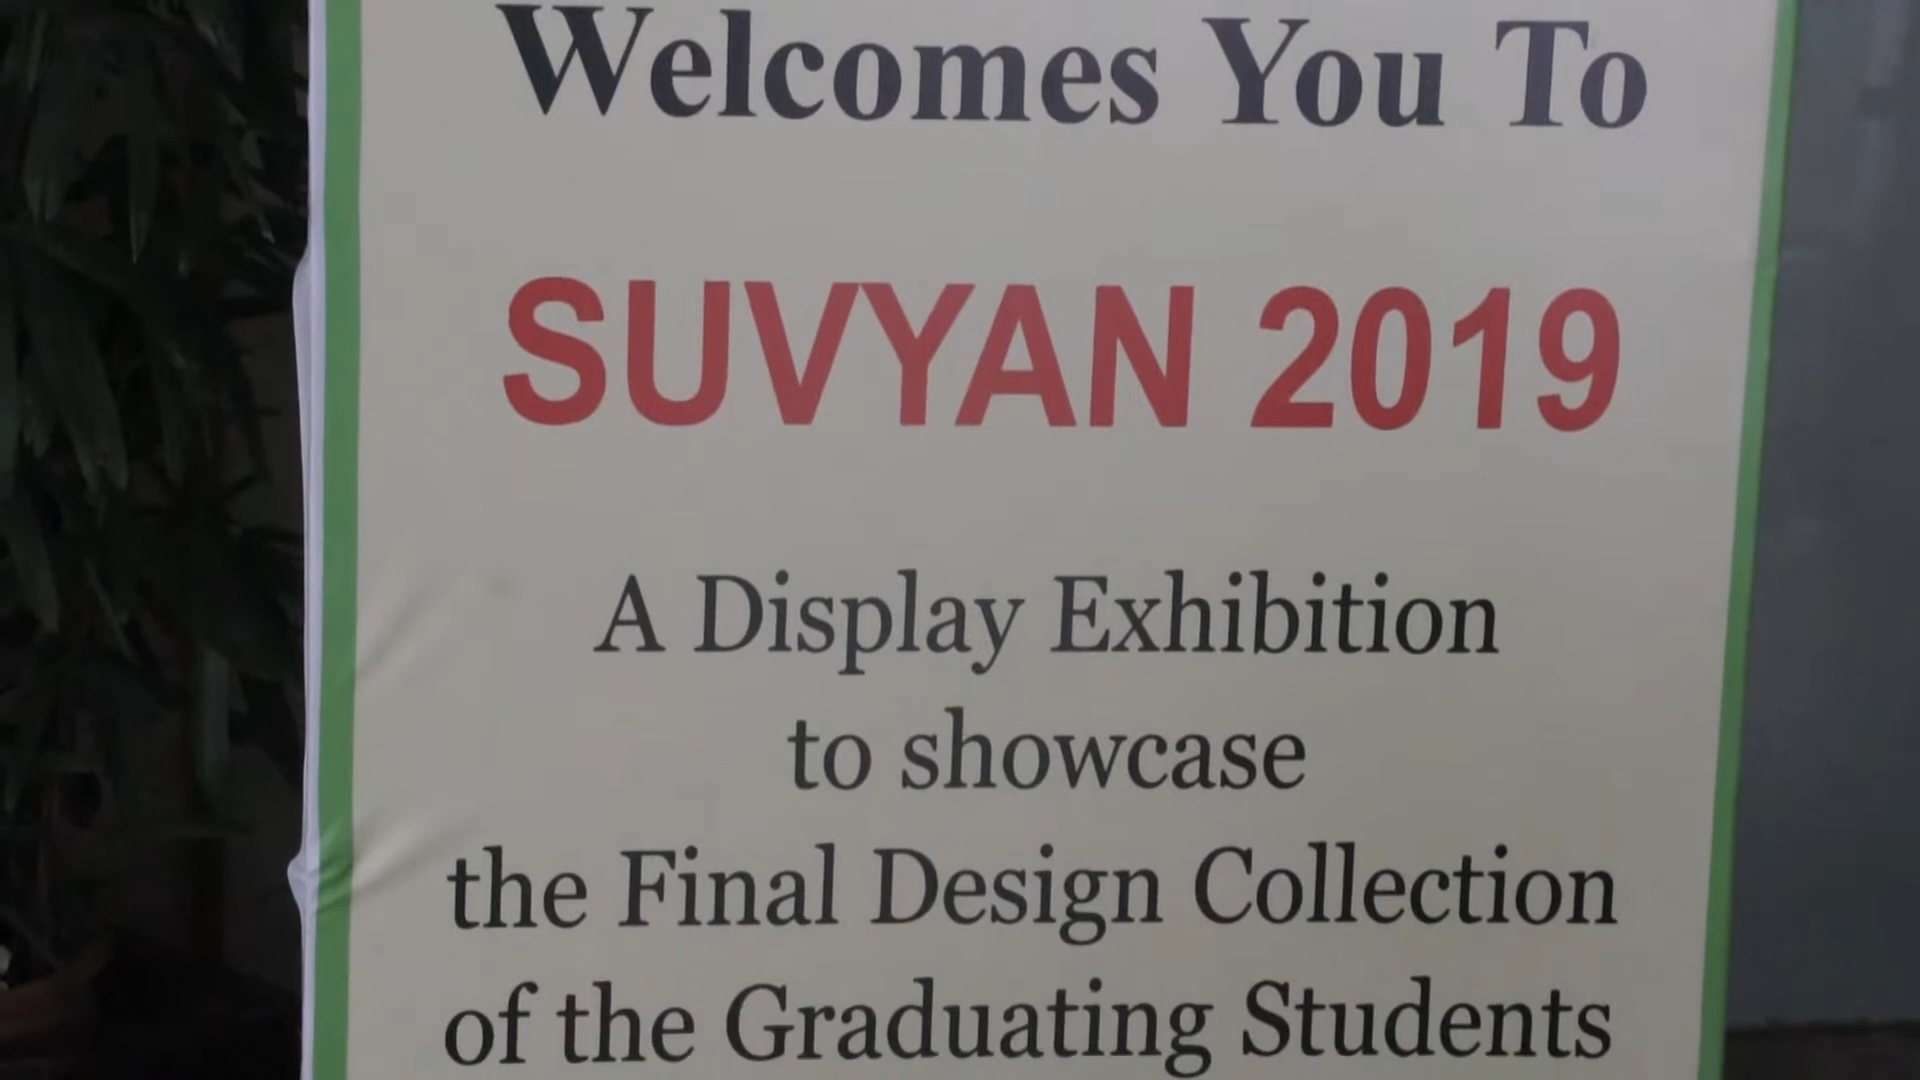 Welcomes You To
SUVYAN 2019
A Display Exhibition
to showcase
the Final Design Collection
of the Graduating Students